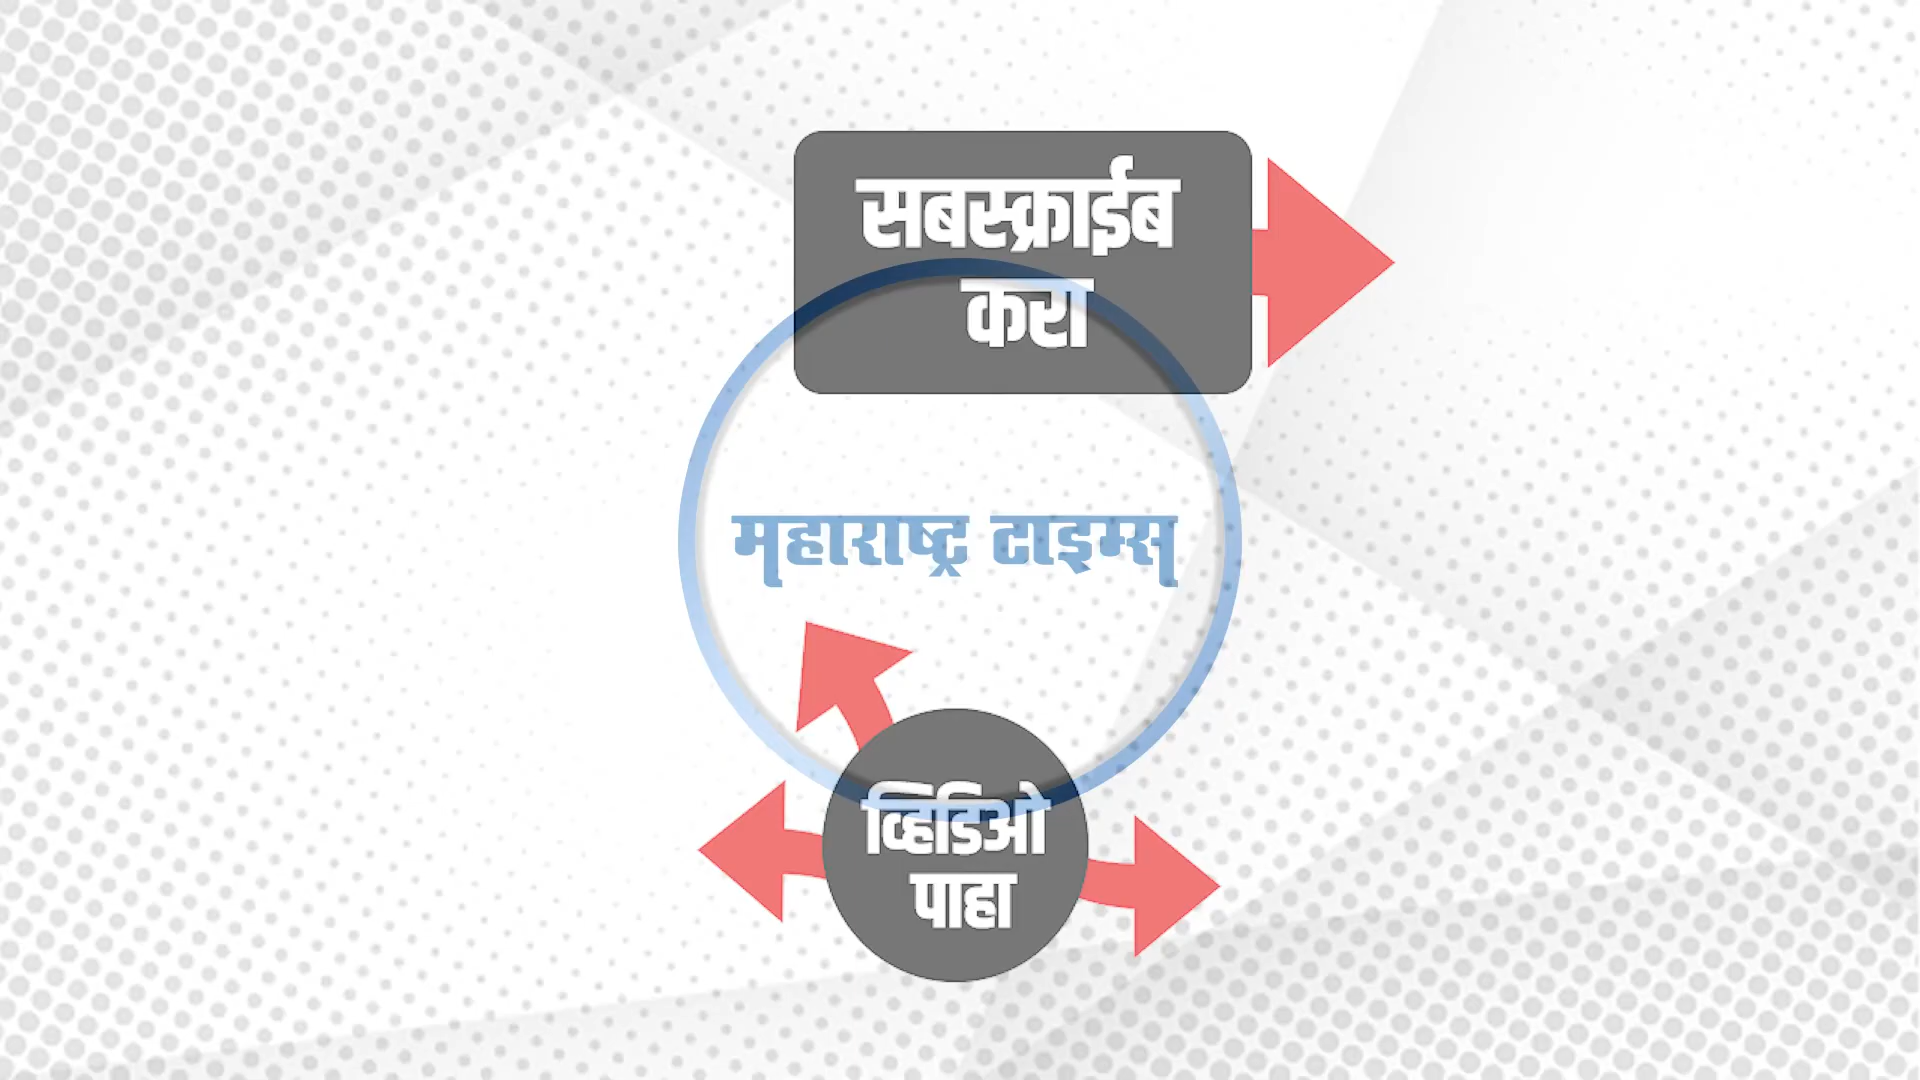 सबस्क्राईब
करा
महाराष्ट्र टाइम्स
व्हिडिओ
पाहा